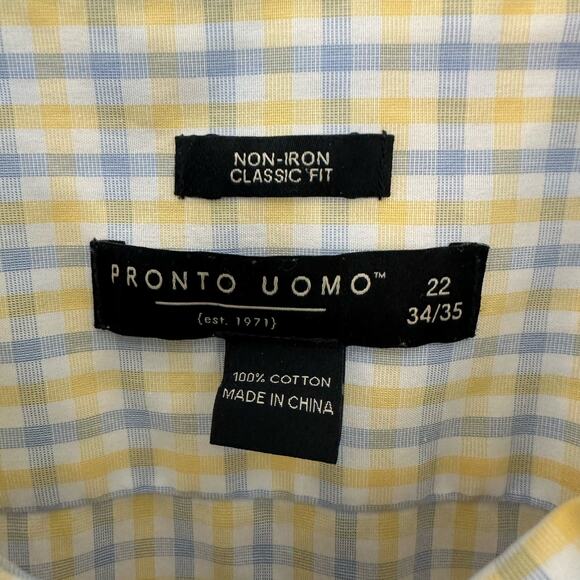 NON-IRON
CLASSIC FIT
PRONTO UOMO™ 22
{est. 1971} 34/35
100% COTTON
MADE IN CHINA